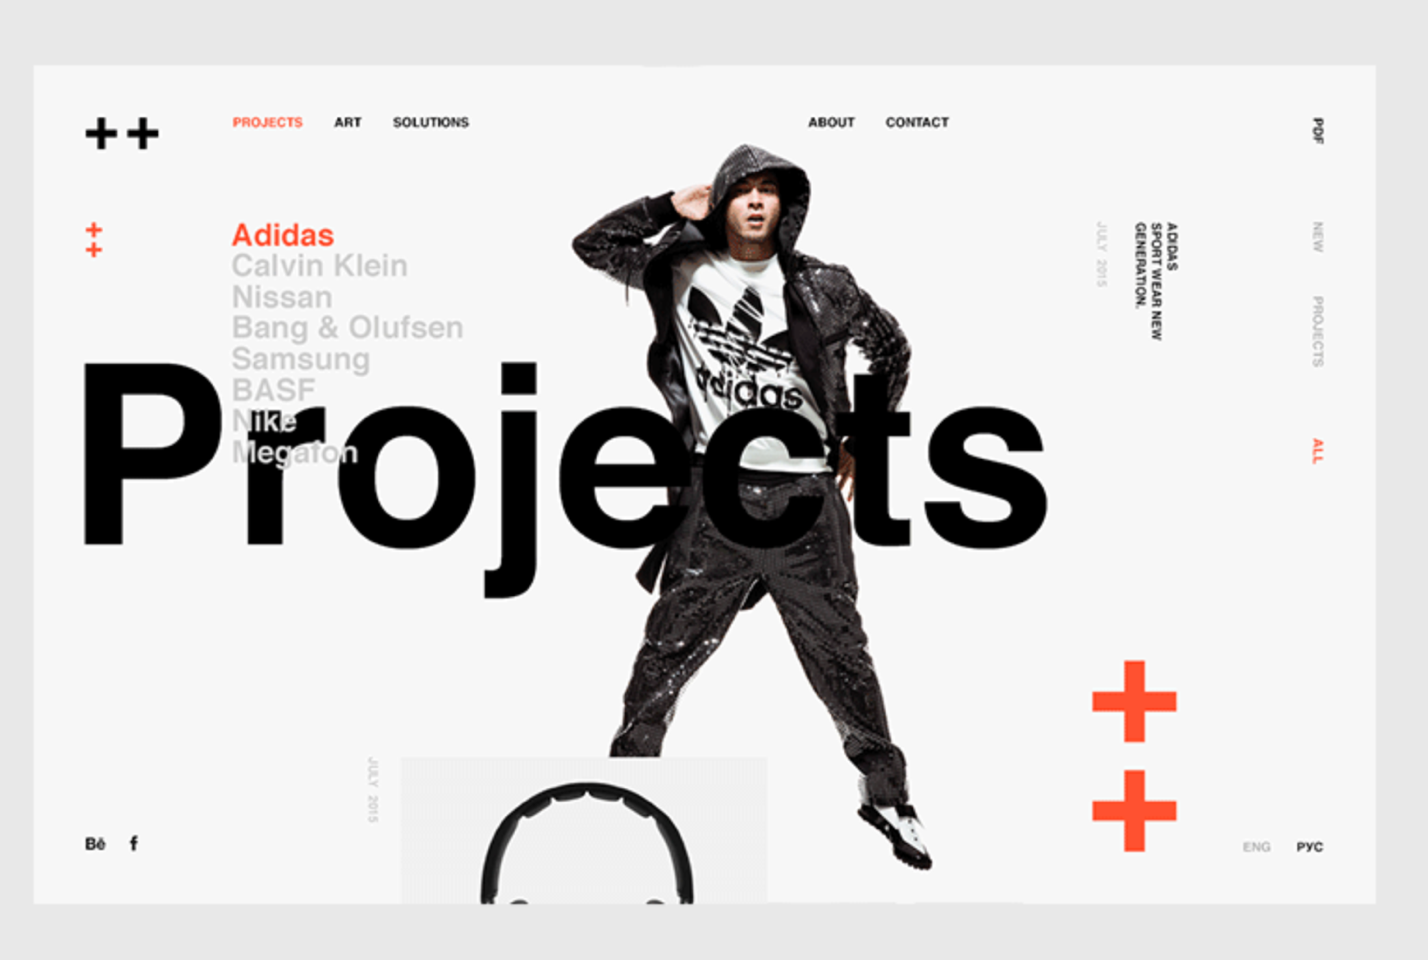 ++
PROJECTS ART SOLUTIONS ABOUT CONTACT
PDF
++
Adidas
Calvin Klein
Nissan
Bang & Olufsen
Samsung
BASF
Nike
Megafon
Projects
adidas
JULY 2015
ADIDAS
SPORT WEAR NEW
GENERATION.
NEW
PROJECTS
ALL
JULY 2015
++
Bē f
ENG РУС